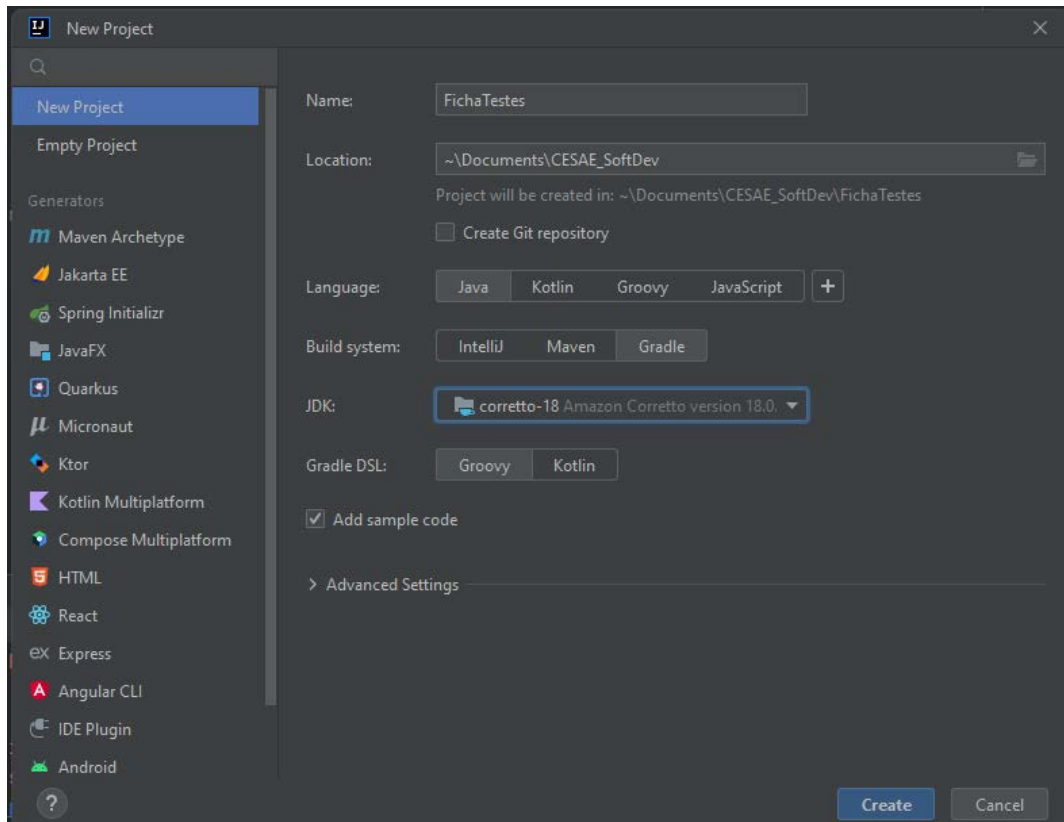 IJ New Project
New Project
Empty Project
Generators
m Maven Archetype
Jakarta EE
Spring Initializr
JavaFX
Quarkus
μ Micronaut
Ktor
Kotlin Multiplatform
Compose Multiplatform
5 HTML
React
ex Express
A Angular CLI
IDE Plugin
Android
?
Name: FichaTestes
Location: ~\Documents\CESAE_SoftDev
Project will be created in: ~\Documents\CESAE_SoftDev\FichaTestes
Create Git repository
Language: Java Kotlin Groovy JavaScript +
Build system: IntelliJ Maven Gradle
JDK: corretto-18 Amazon Corretto version 18.0.
Gradle DSL: Groovy Kotlin
Add sample code
Advanced Settings
Create Cancel